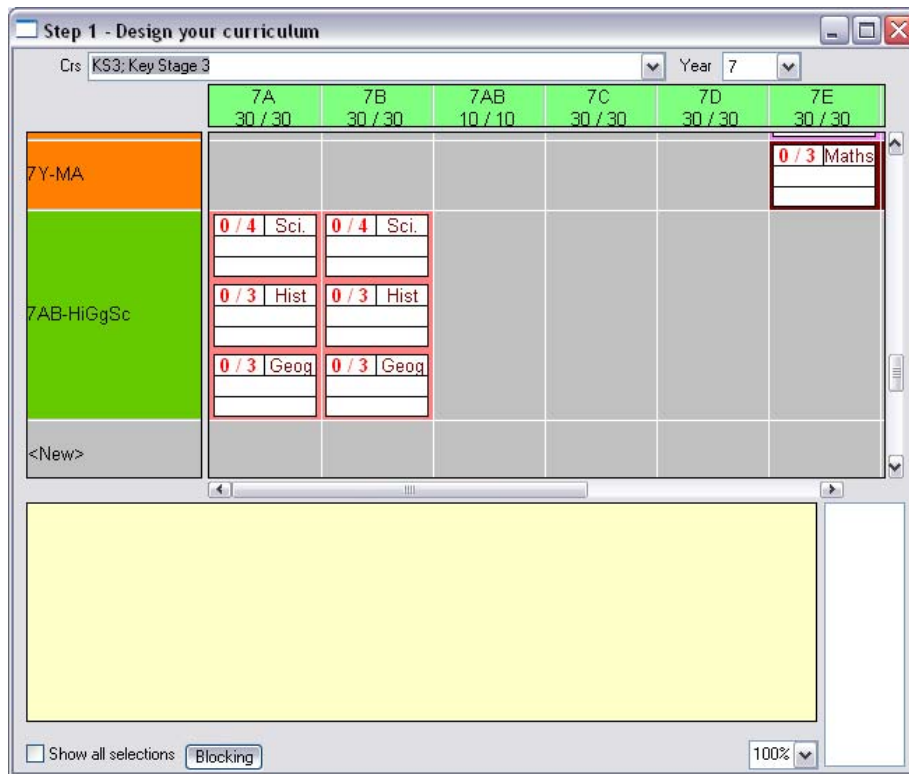 Step 1 - Design your curriculum
Crs KS3; Key Stage 3 Year 7
7A 7B 7AB 7C 7D 7E
30 / 30 30 / 30 10 / 10 30 / 30 30 / 30 30 / 30
7Y-MA 0 / 3 Maths
0 / 4 Sci. 0 / 4 Sci.
7AB-HiGgSc 0 / 3 Hist 0 / 3 Hist
0 / 3 Geog 0 / 3 Geog
<New>
Show all selections Blocking 100%